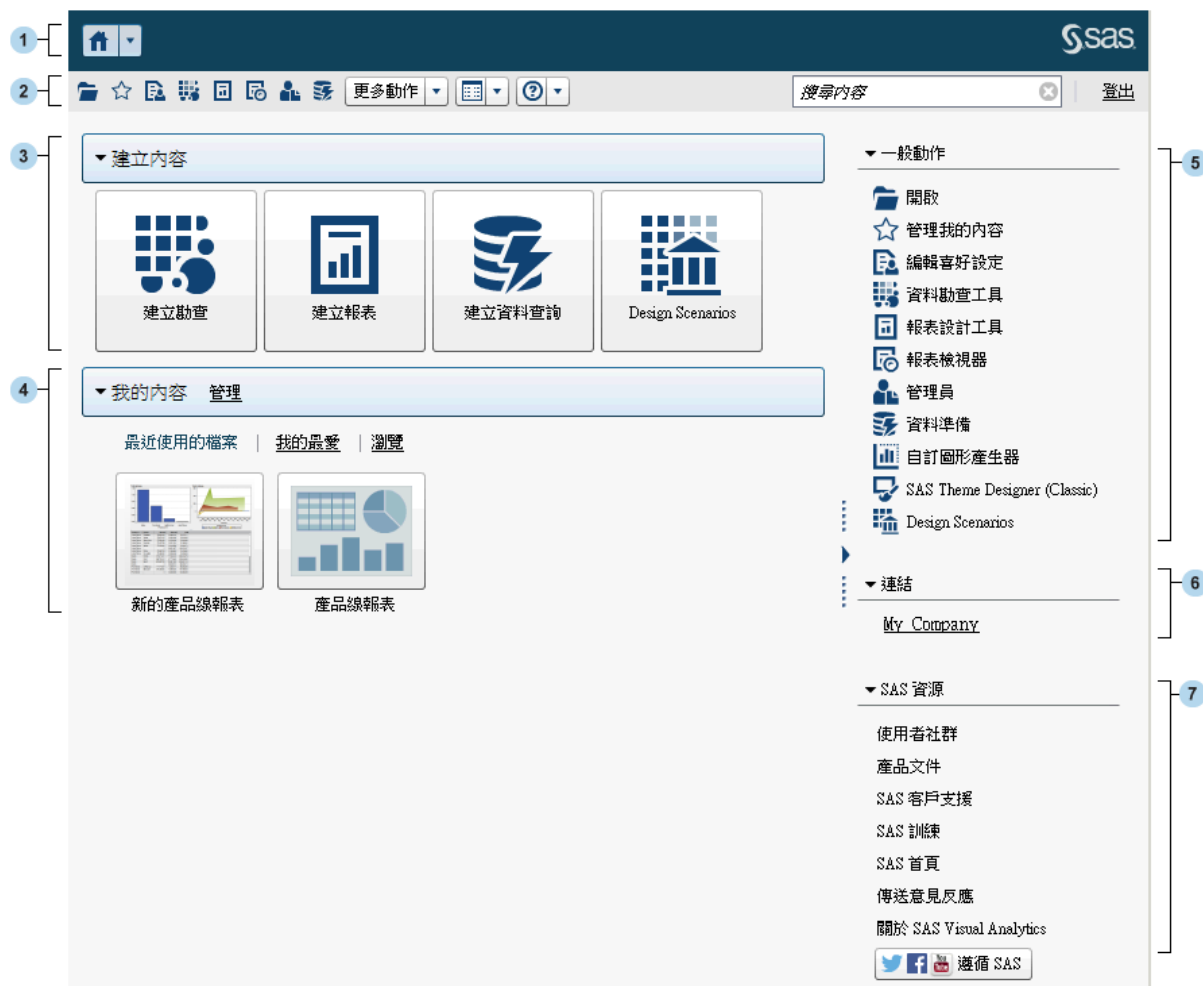 1
sas
2
更多動作
搜尋內容
登出
3
建立內容
建立勘查
建立報表
建立資料查詢
Design Scenarios
4
我的內容 管理
最近使用的檔案 | 我的最愛 | 瀏覽
新的產品線報表
產品線報表
5
一般動作
開啟
管理我的內容
編輯喜好設定
資料勘查工具
報表設計工具
報表檢視器
管理員
資料準備
自訂圖形產生器
SAS Theme Designer (Classic)
Design Scenarios
6
連結
My Company
7
SAS 資源
使用者社群
產品文件
SAS 客戶支援
SAS 訓練
SAS 首頁
傳送意見反應
關於 SAS Visual Analytics
遵循 SAS